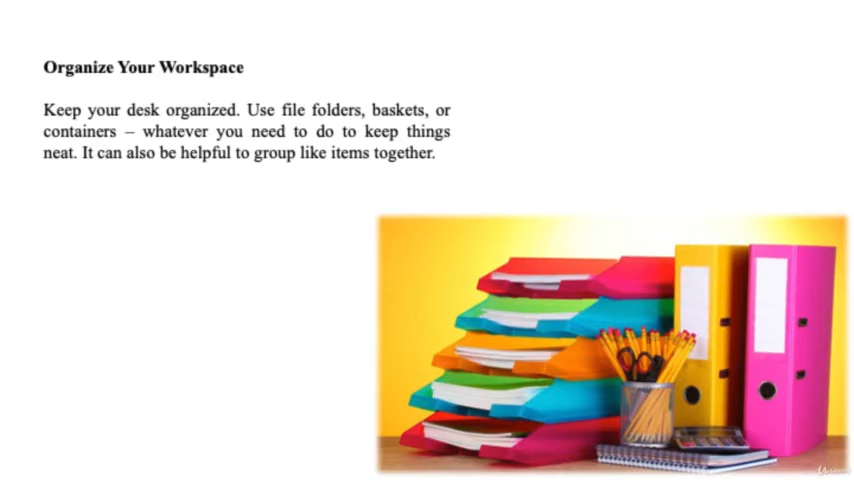 Organize Your Workspace
Keep your desk organized. Use file folders, baskets, or
containers – whatever you need to do to keep things
neat. It can also be helpful to group like items together.